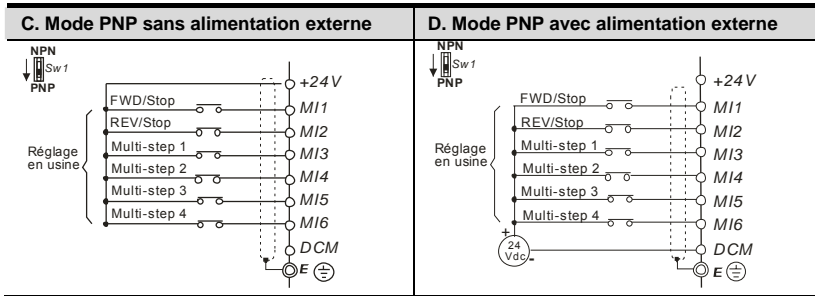 C. Mode PNP sans alimentation externe
NPN
Sw1
PNP
+24V
FWD/Stop
MI1
REV/Stop
MI2
Réglage
en usine
Multi-step 1
MI3
Multi-step 2
MI4
Multi-step 3
MI5
Multi-step 4
MI6
DCM
E
D. Mode PNP avec alimentation externe
NPN
Sw1
PNP
+24V
FWD/Stop
MI1
REV/Stop
MI2
Réglage
en usine
Multi-step 1
MI3
Multi-step 2
MI4
Multi-step 3
MI5
Multi-step 4
MI6
+
24
Vdc
-
DCM
E